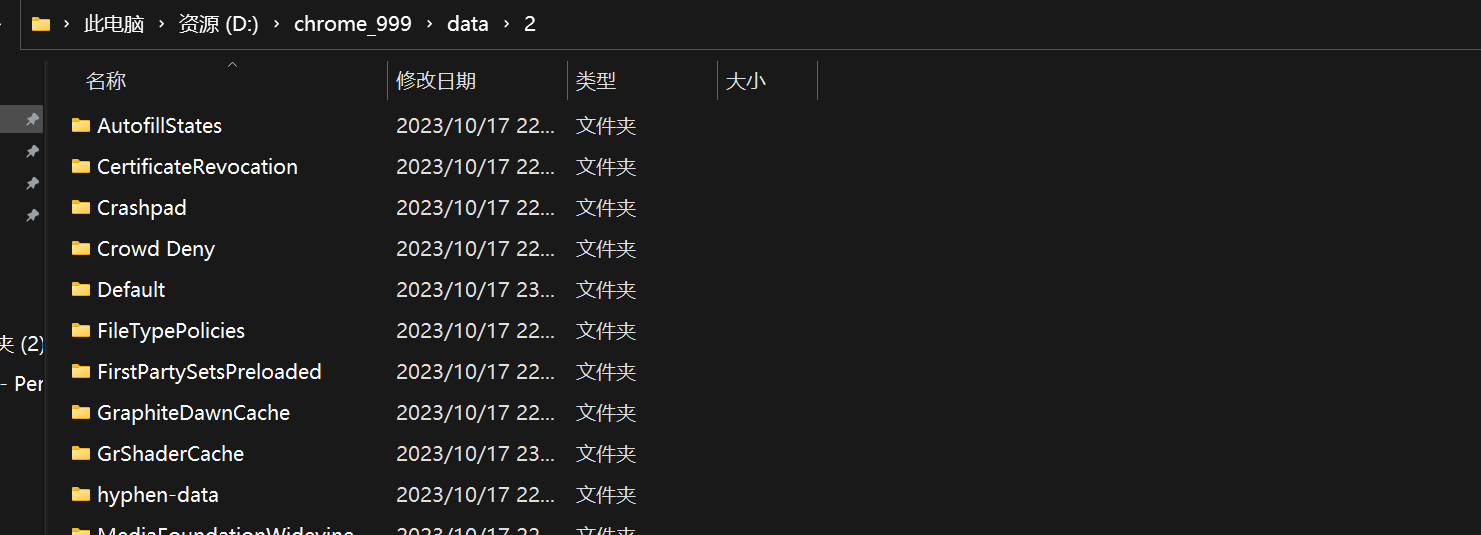 此电脑 › 资源 (D:) › chrome_999 › data › 2
名称 修改日期 类型 大小
AutofillStates 2023/10/17 22... 文件夹
CertificateRevocation 2023/10/17 22... 文件夹
Crashpad 2023/10/17 22... 文件夹
Crowd Deny 2023/10/17 22... 文件夹
Default 2023/10/17 23... 文件夹
FileTypePolicies 2023/10/17 22... 文件夹
夹 (2)
FirstPartySetsPreloaded 2023/10/17 22... 文件夹
- Per
GraphiteDawnCache 2023/10/17 22... 文件夹
GrShaderCache 2023/10/17 23... 文件夹
hyphen-data 2023/10/17 22... 文件夹
MediaFoundationWidevine 2023/10/17 22... 文件夹